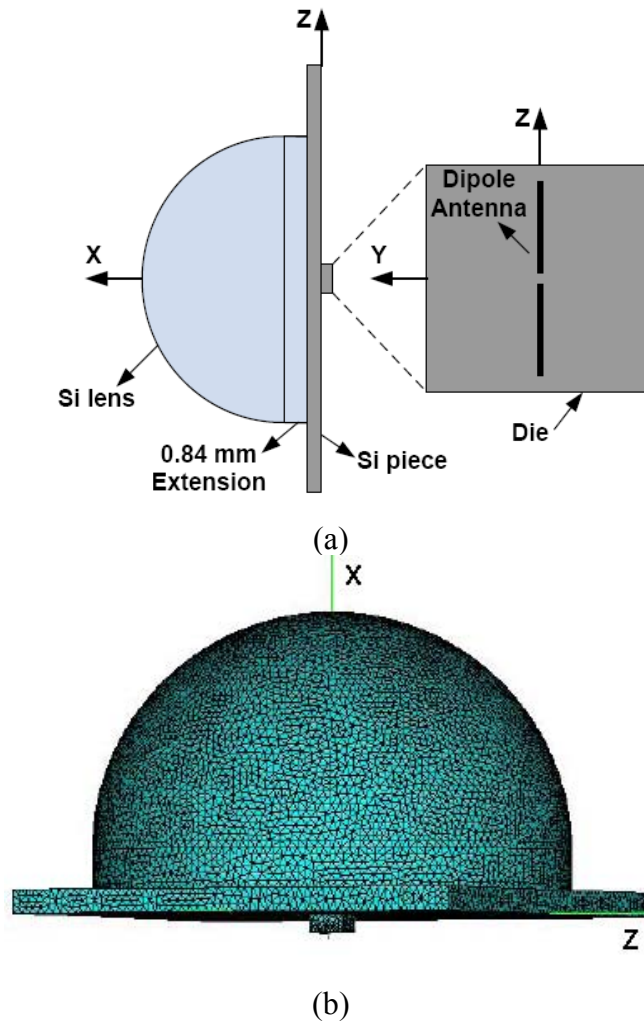 Z
Z
Dipole
Antenna
X
Y
Si lens
Die
0.84 mm
Extension
Si piece
(a)
X
Z
(b)